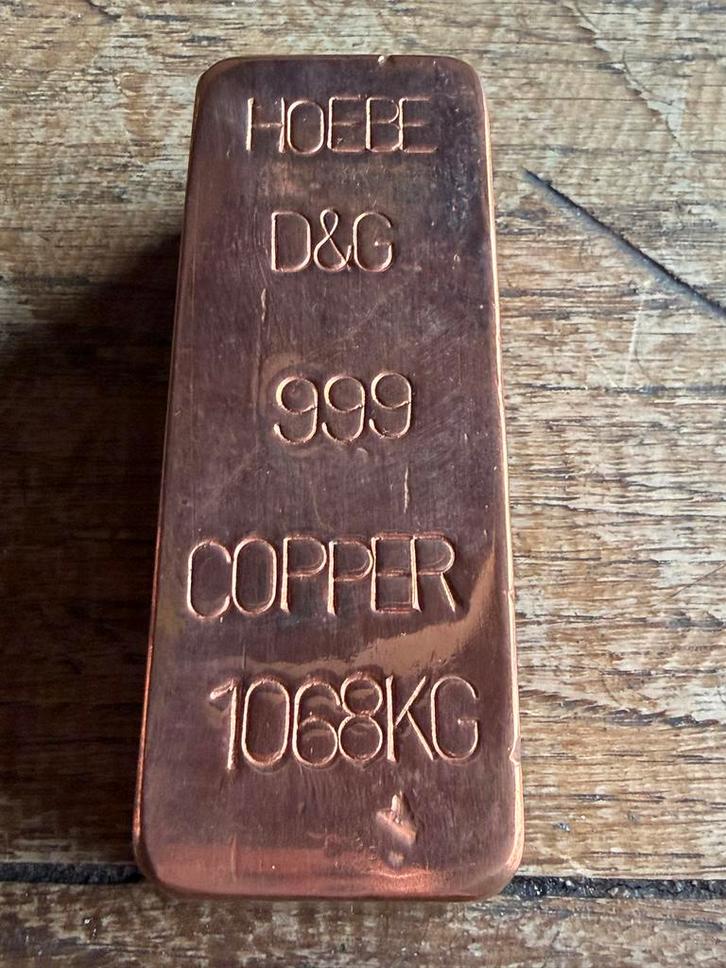 HOEBE
D&G
999
COPPER
1068KG